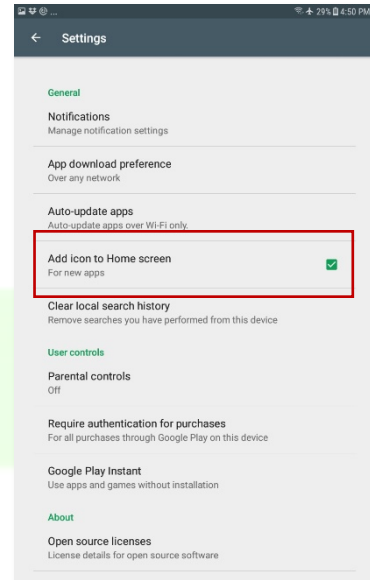 ... 29% 4:50 PM
← Settings
General
Notifications
Manage notification settings
App download preference
Over any network
Auto-update apps
Auto-update apps over Wi-Fi only.
Add icon to Home screen
For new apps
Clear local search history
Remove searches you have performed from this device
User controls
Parental controls
Off
Require authentication for purchases
For all purchases through Google Play on this device
Google Play Instant
Use apps and games without installation
About
Open source licenses
License details for open source software